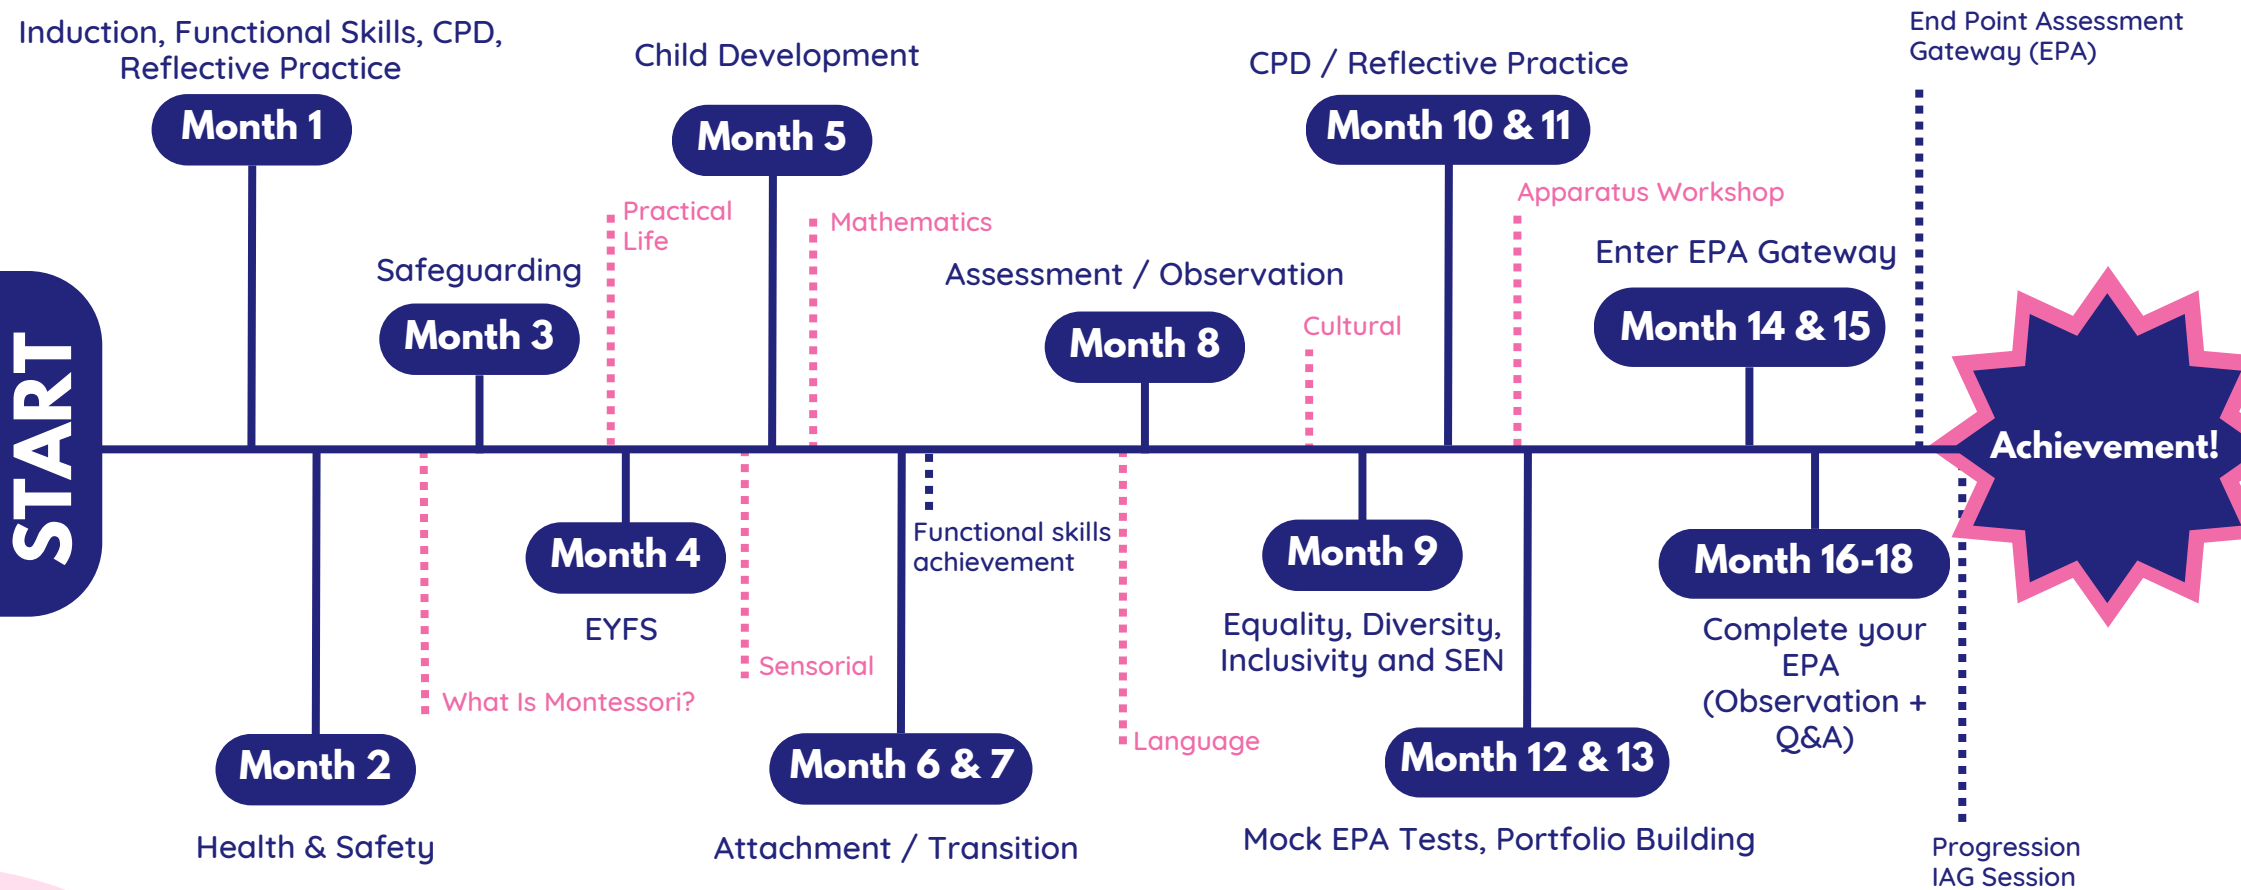 START
Induction, Functional Skills, CPD,
Reflective Practice
Month 1
Month 2
Health & Safety
What Is Montessori?
Safeguarding
Month 3
Practical
Life
Month 4
EYFS
Sensorial
Child Development
Month 5
Mathematics
Month 6 & 7
Attachment / Transition
Functional skills
achievement
Language
Assessment / Observation
Month 8
Cultural
Month 9
Equality, Diversity,
Inclusivity and SEN
CPD / Reflective Practice
Month 10 & 11
Apparatus Workshop
Month 12 & 13
Mock EPA Tests, Portfolio Building
Enter EPA Gateway
Month 14 & 15
Month 16-18
Complete your
EPA
(Observation +
Q&A)
End Point Assessment
Gateway (EPA)
Progression
IAG Session
Achievement!